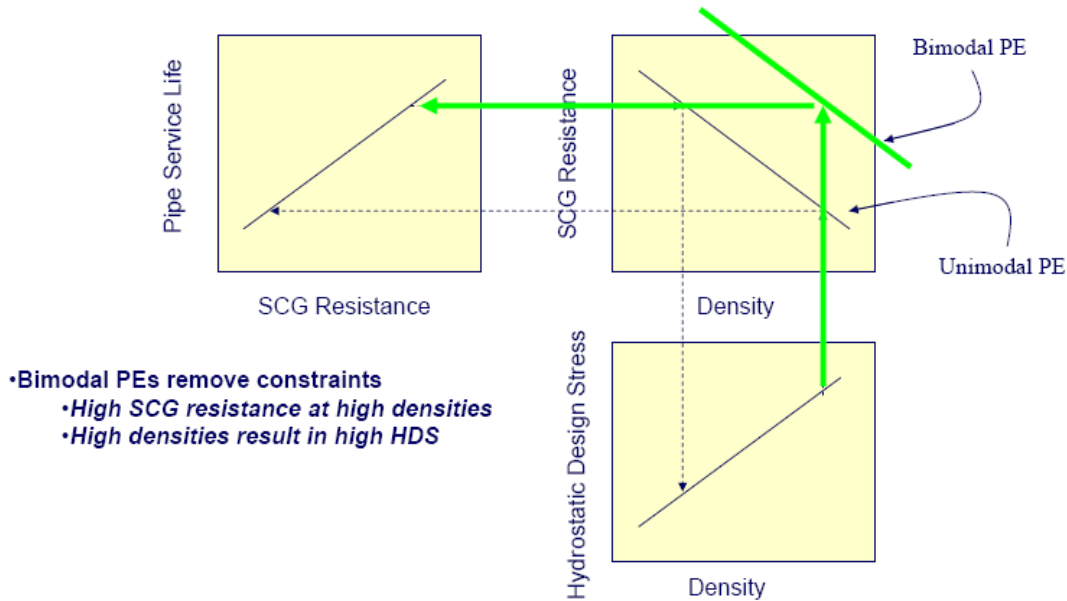 Pipe Service Life
SCG Resistance
SCG Resistance
Density
Bimodal PE
Unimodal PE
•Bimodal PEs remove constraints
•High SCG resistance at high densities
•High densities result in high HDS
Hydrostatic Design Stress
Density